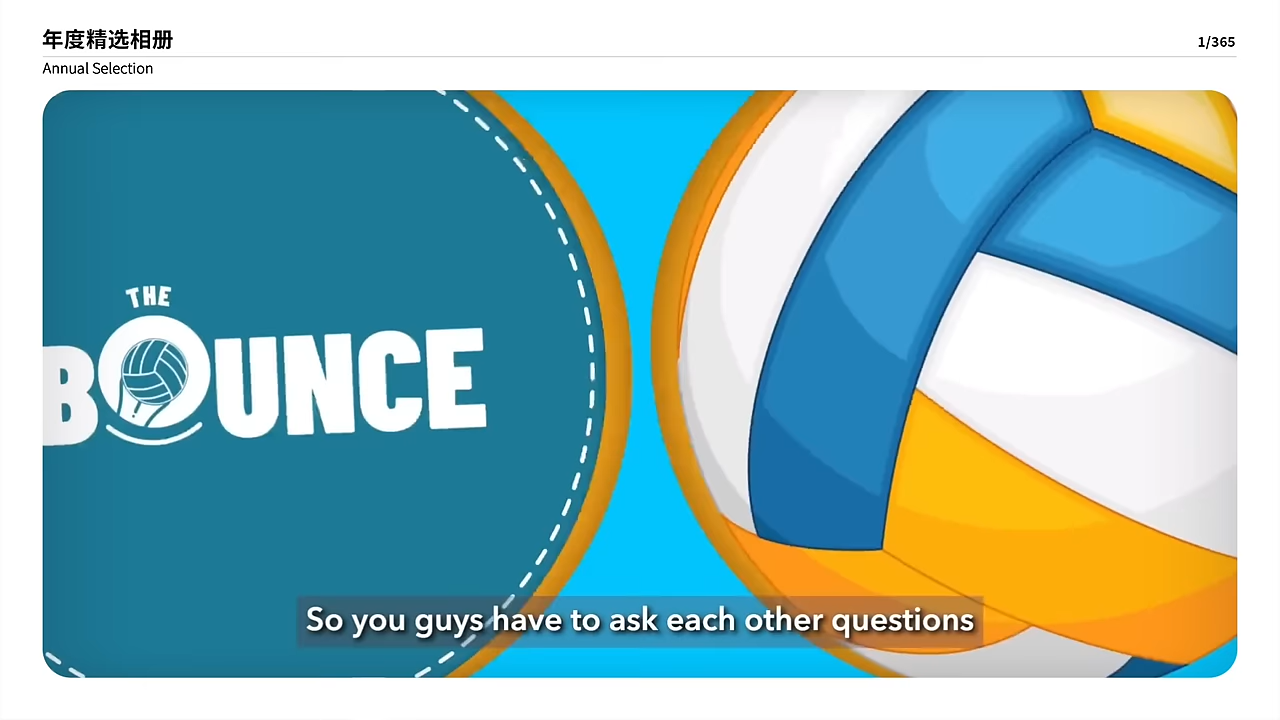 年度精选相册
1/365
Annual Selection
THE
BOUNCE
So you guys have to ask each other questions